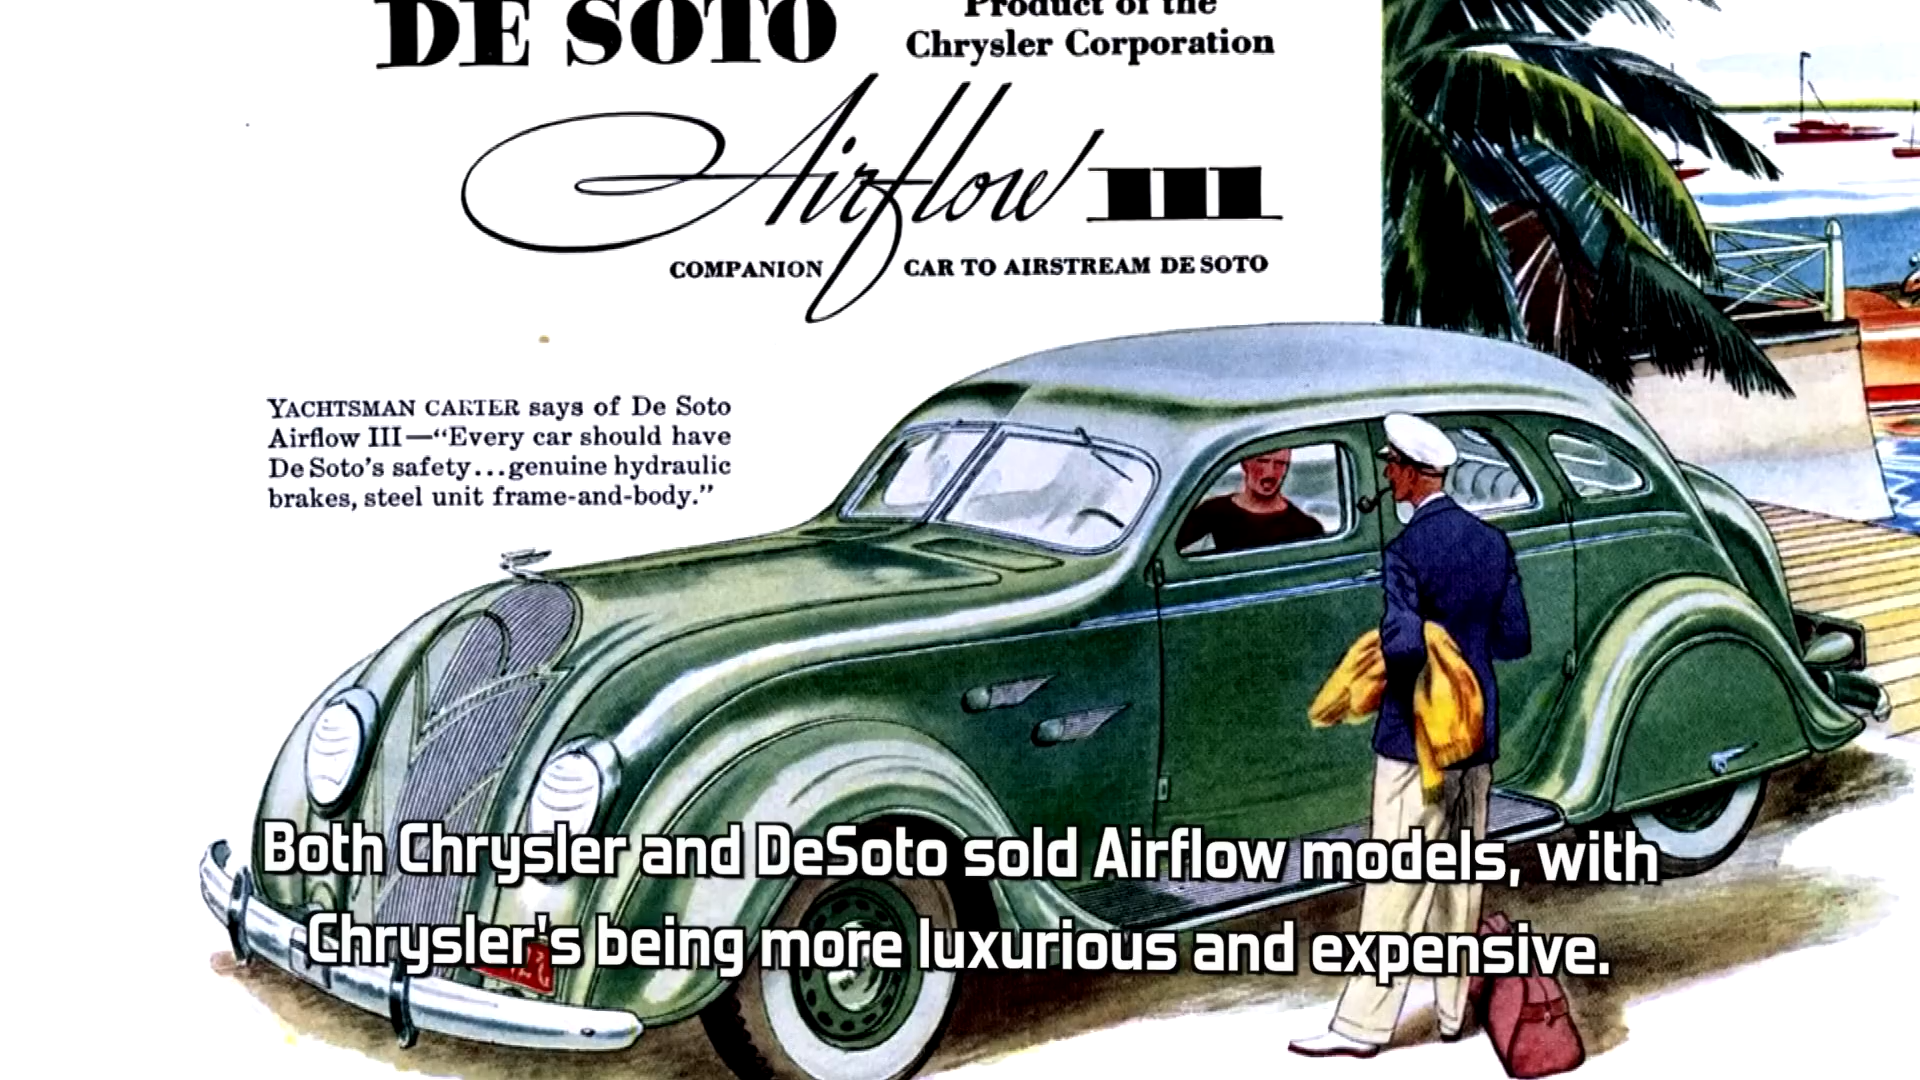 DE SOTO
Product of the
Chrysler Corporation
Airflow III
COMPANION CAR TO AIRSTREAM DE SOTO
YACHTSMAN CARTER says of De Soto
Airflow III—“Every car should have
De Soto’s safety...genuine hydraulic
brakes, steel unit frame-and-body.”
Both Chrysler and DeSoto sold Airflow models, with
Chrysler's being more luxurious and expensive.